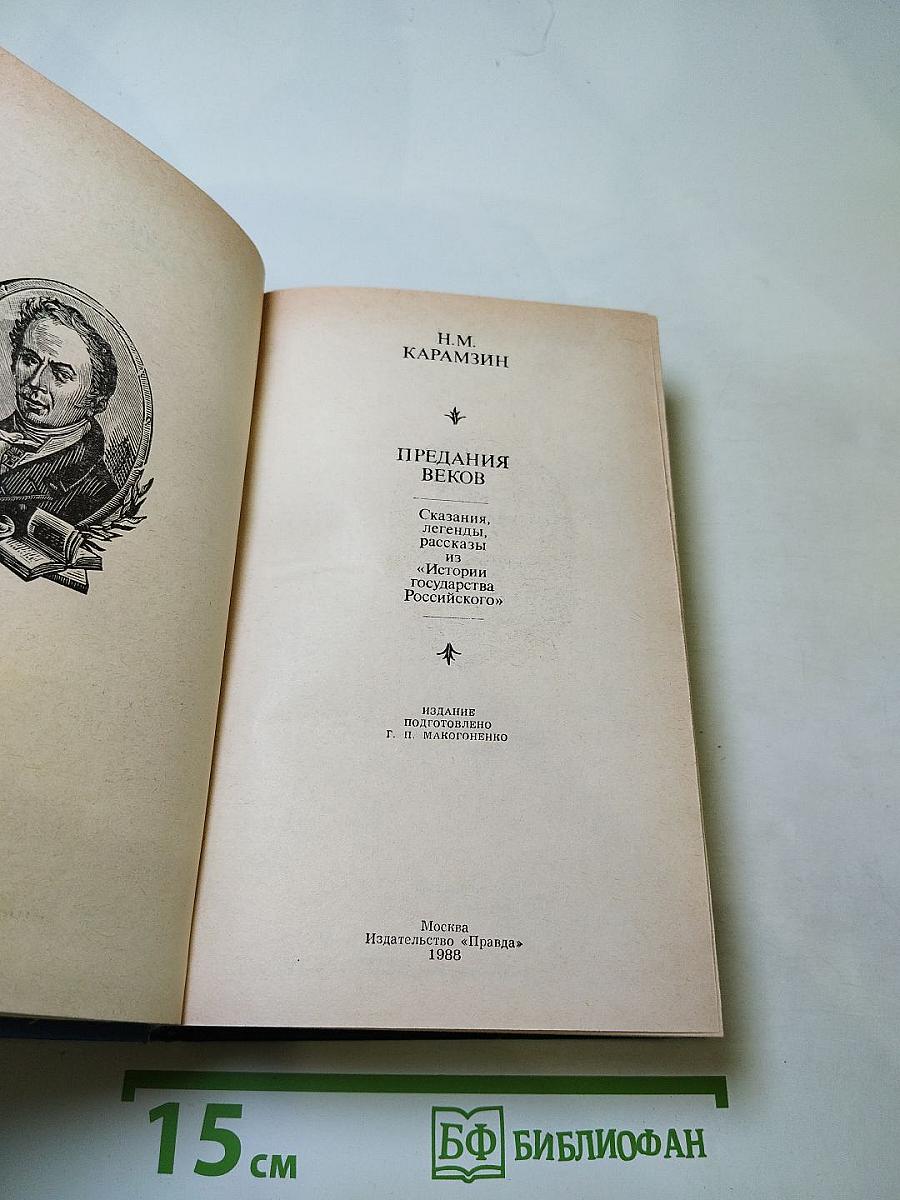 Н.М.
КАРАМЗИН
ПРЕДАНИЯ
ВЕКОВ
Сказания,
легенды,
рассказы
из
«Истории
государства
Российского»
ИЗДАНИЕ
ПОДГОТОВЛЕНО
Г. П. МАКОГОНЕНКО
Москва
Издательство «Правда»
1988
15 см
БФ БИБЛИОФАН